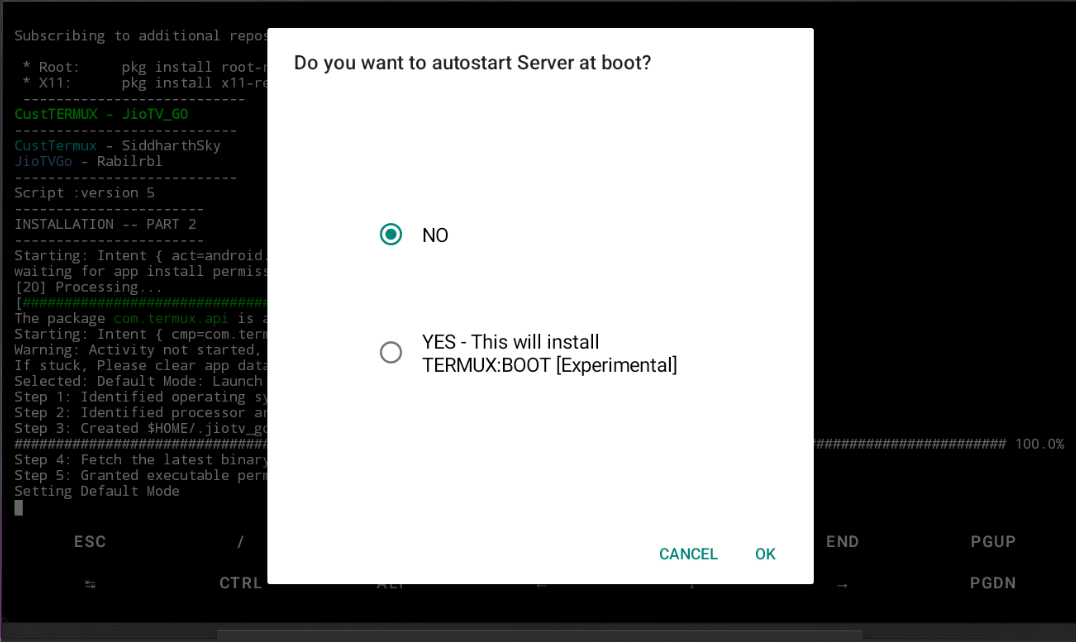 Subscribing to additional repos
* Root: pkg install root-r
* X11: pkg install x11-re
---------------------------
CustTERMUX - JioTV_GO
---------------------------
CustTermux - SiddharthSky
JioTVGo - Rabilrbl
---------------------------
Script :version 5
-----------------------
INSTALLATION -- PART 2
-----------------------
Starting: Intent { act=android.
waiting for app install permiss
[20] Processing...
[###############################
The package com.termux.api is a
Starting: Intent { cmp=com.term
Warning: Activity not started,
If stuck, Please clear app data
Selected: Default Mode: Launch
Step 1: Identified operating sy
Step 2: Identified processor ar
Step 3: Created $HOME/.jiotv_go
####################### 100.0%
Step 4: Fetch the latest binary
Step 5: Granted executable perm
Setting Default Mode
Do you want to autostart Server at boot?
NO
YES - This will install
TERMUX:BOOT [Experimental]
CANCEL OK
ESC / END PGUP
↹ CTRL ALT ← ↓ → PGDN